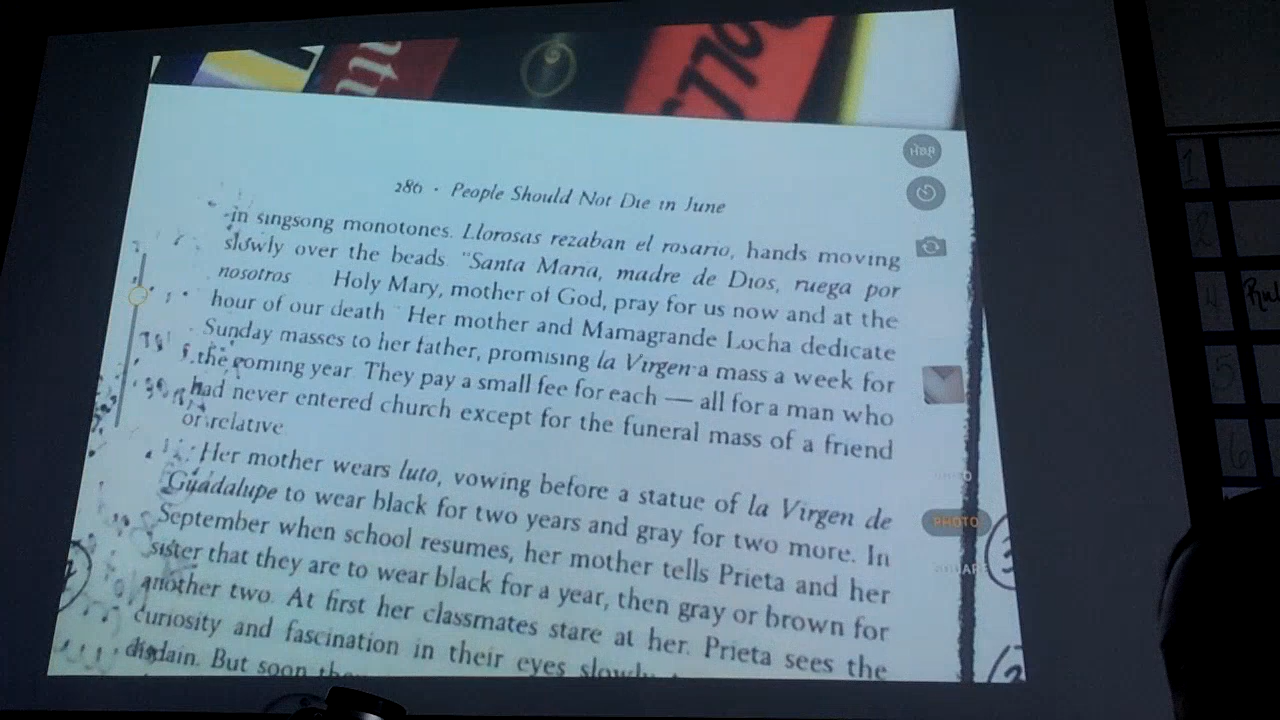 286 · People Should Not Die in June
in singsong monotones. Llorosas rezaban el rosario, hands moving
slowly over the beads. "Santa María, madre de Dios, ruega por
nosotros Holy Mary, mother of God, pray for us now and at the
hour of our death " Her mother and Mamagrande Locha dedicate
Sunday masses to her father, promising la Virgen a mass a week for
the coming year. They pay a small fee for each — all for a man who
had never entered church except for the funeral mass of a friend
or relative
Her mother wears luto, vowing before a statue of la Virgen de
Guadalupe to wear black for two years and gray for two more. In
September when school resumes, her mother tells Prieta and her
sister that they are to wear black for a year, then gray or brown for
another two. At first her classmates stare at her. Prieta sees the
curiosity and fascination in their eyes slowly
disdain. But soon
PHOTO
1
2
4
5
6